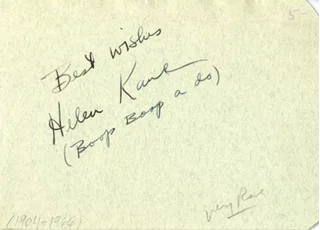 5-
Best wishes
Helen Kane
(Boop Boop a do)
(1904-1966)
very Rare